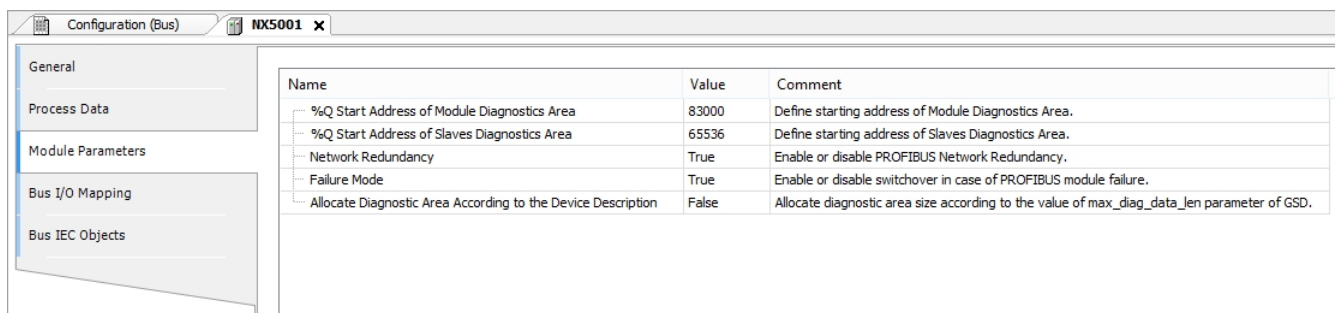 Configuration (Bus) NX5001 x
General
Process Data
Module Parameters
Bus I/O Mapping
Bus IEC Objects
Name Value Comment
%Q Start Address of Module Diagnostics Area 83000 Define starting address of Module Diagnostics Area.
%Q Start Address of Slaves Diagnostics Area 65536 Define starting address of Slaves Diagnostics Area.
Network Redundancy True Enable or disable PROFIBUS Network Redundancy.
Failure Mode True Enable or disable switchover in case of PROFIBUS module failure.
Allocate Diagnostic Area According to the Device Description False Allocate diagnostic area size according to the value of max_diag_data_len parameter of GSD.